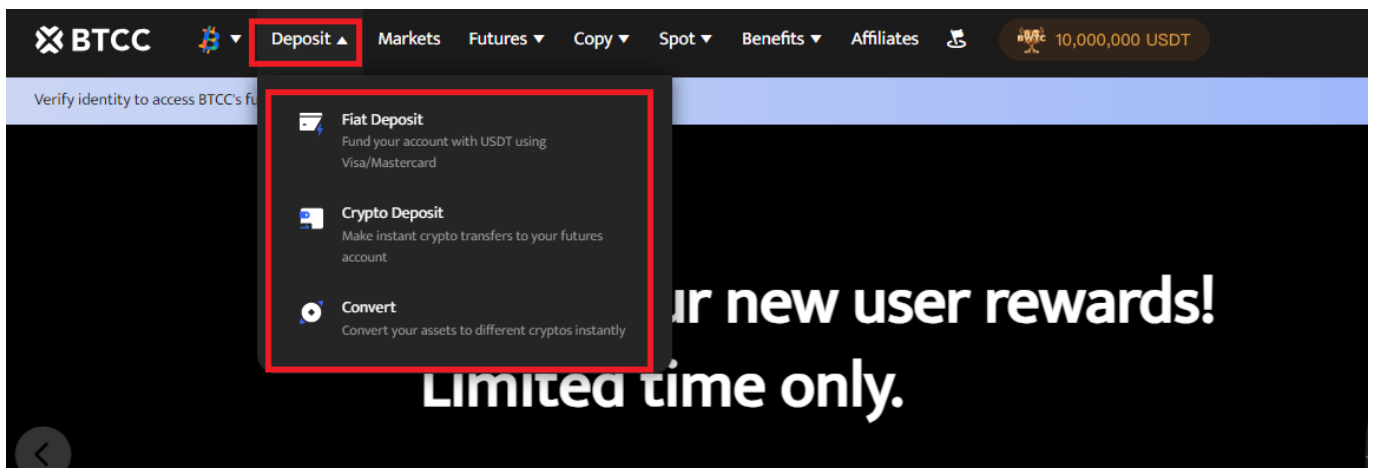 BTCC Deposit Markets Futures Copy Spot Benefits Affiliates 10,000,000 USDT
Verify identity to access BTCC's fu
Fiat Deposit
Fund your account with USDT using
Visa/Mastercard
Crypto Deposit
Make instant crypto transfers to your futures
account
Convert
Convert your assets to different cryptos instantly
ur new user rewards!
Limited time only.